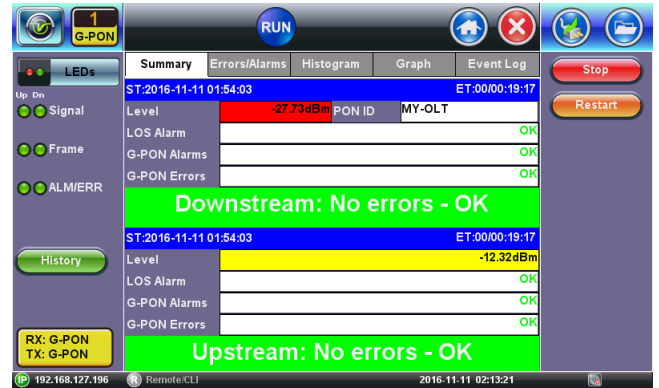 1
G-PON
RUN
LEDs
Up Dn
Signal
Frame
ALM/ERR
History
RX: G-PON
TX: G-PON
Summary Errors/Alarms Histogram Graph Event Log
ST:2016-11-11 01:54:03 ET:00/00:19:17
Level -27.73dBm PON ID MY-OLT
LOS Alarm OK
G-PON Alarms OK
G-PON Errors OK
Downstream: No errors - OK
ST:2016-11-11 01:54:03 ET:00/00:19:17
Level -12.32dBm
LOS Alarm OK
G-PON Alarms OK
G-PON Errors OK
Upstream: No errors - OK
Stop
Restart
IP 192.168.127.196 R Remote/CLI 2016-11-11 02:13:21